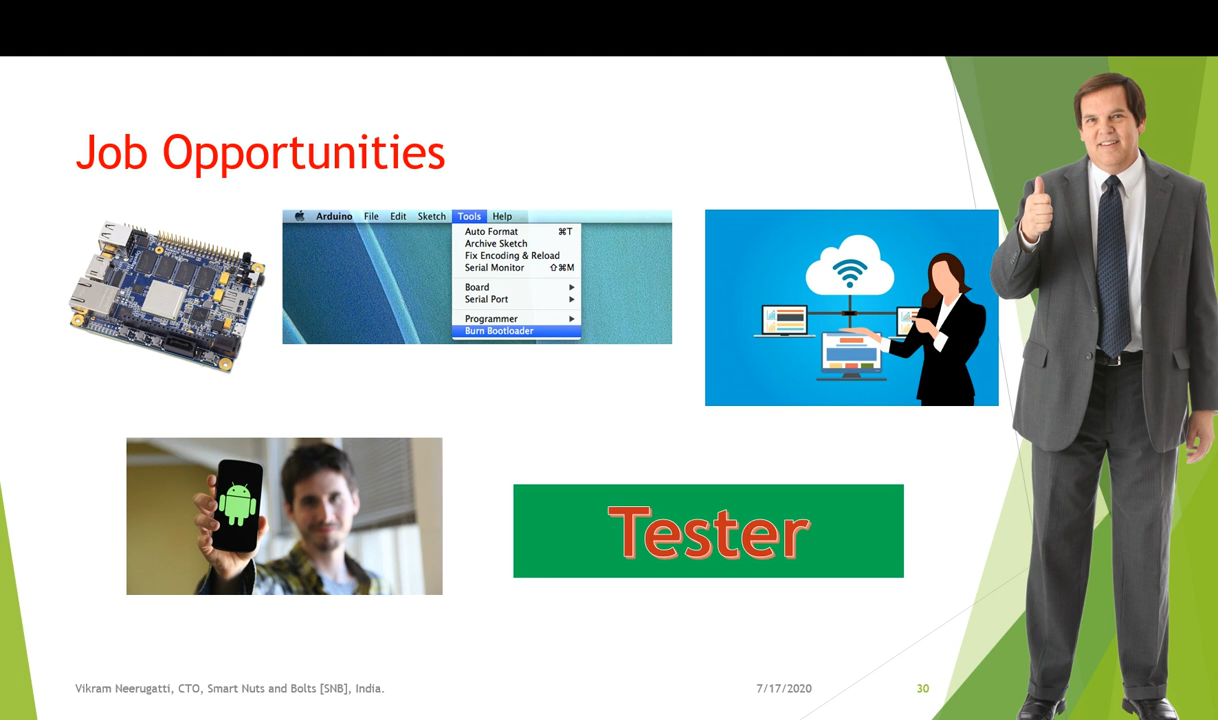 Job Opportunities
Arduino File Edit Sketch Tools Help
Auto Format ⌘T
Archive Sketch
Fix Encoding & Reload
Serial Monitor ⇧⌘M
Board ▶
Serial Port ▶
Programmer ▶
Burn Bootloader
Tester
Vikram Neerugatti, CTO, Smart Nuts and Bolts [SNB], India. 7/17/2020 30